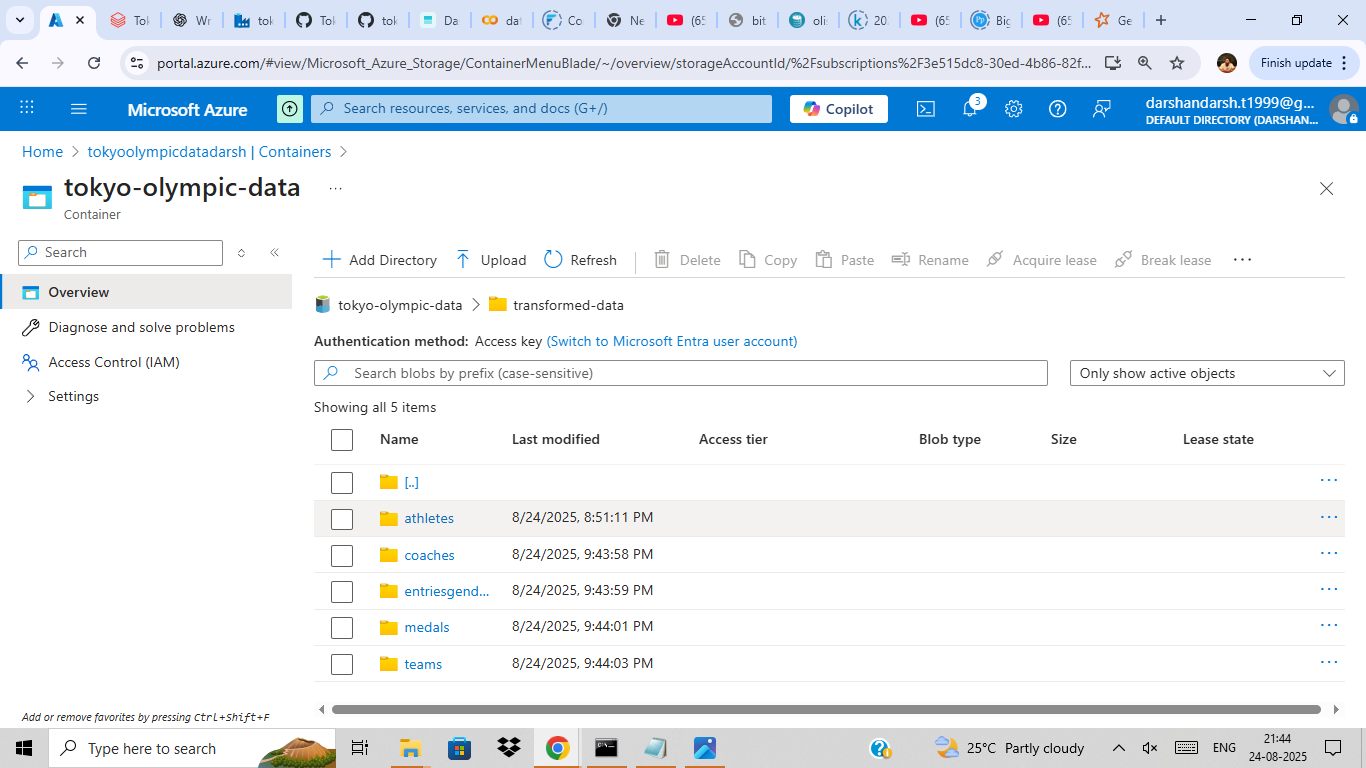 Tok
Wr
tok
Tok
tok
Da
dat
Co
Ne
(65
bit
olis
202
(65
Big
(65
Ge
portal.azure.com/#view/Microsoft_Azure_Storage/ContainerMenuBlade/~/overview/storageAccountId/%2Fsubscriptions%2F3e515dc8-30ed-4b86-82f...
Finish update
Microsoft Azure
Search resources, services, and docs (G+/)
Copilot
3
darshandarsh.t1999@g...
DEFAULT DIRECTORY (DARSHAN...
Home > tokyoolympicdatadarsh | Containers >
tokyo-olympic-data ...
Container
Search
Overview
Diagnose and solve problems
Access Control (IAM)
Settings
Add or remove favorites by pressing Ctrl+Shift+F
Add Directory Upload Refresh Delete Copy Paste Rename Acquire lease Break lease ...
tokyo-olympic-data > transformed-data
Authentication method: Access key (Switch to Microsoft Entra user account)
Search blobs by prefix (case-sensitive)
Only show active objects
Showing all 5 items
Name Last modified Access tier Blob type Size Lease state
[..] ...
athletes 8/24/2025, 8:51:11 PM ...
coaches 8/24/2025, 9:43:58 PM ...
entriesgend... 8/24/2025, 9:43:59 PM ...
medals 8/24/2025, 9:44:01 PM ...
teams 8/24/2025, 9:44:03 PM ...
Type here to search
25°C Partly cloudy
ENG
21:44
24-08-2025